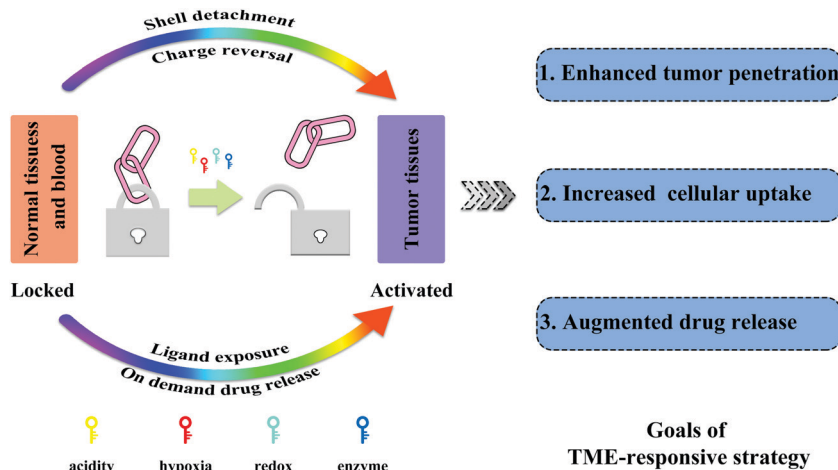 Shell detachment
Charge reversal
Normal tissuess
and blood
Tumor tissues
Locked
Activated
Ligand exposure
On demand drug release
acidity
hypoxia
redox
enzyme
1. Enhanced tumor penetration
2. Increased cellular uptake
3. Augmented drug release
Goals of
TME-responsive strategy